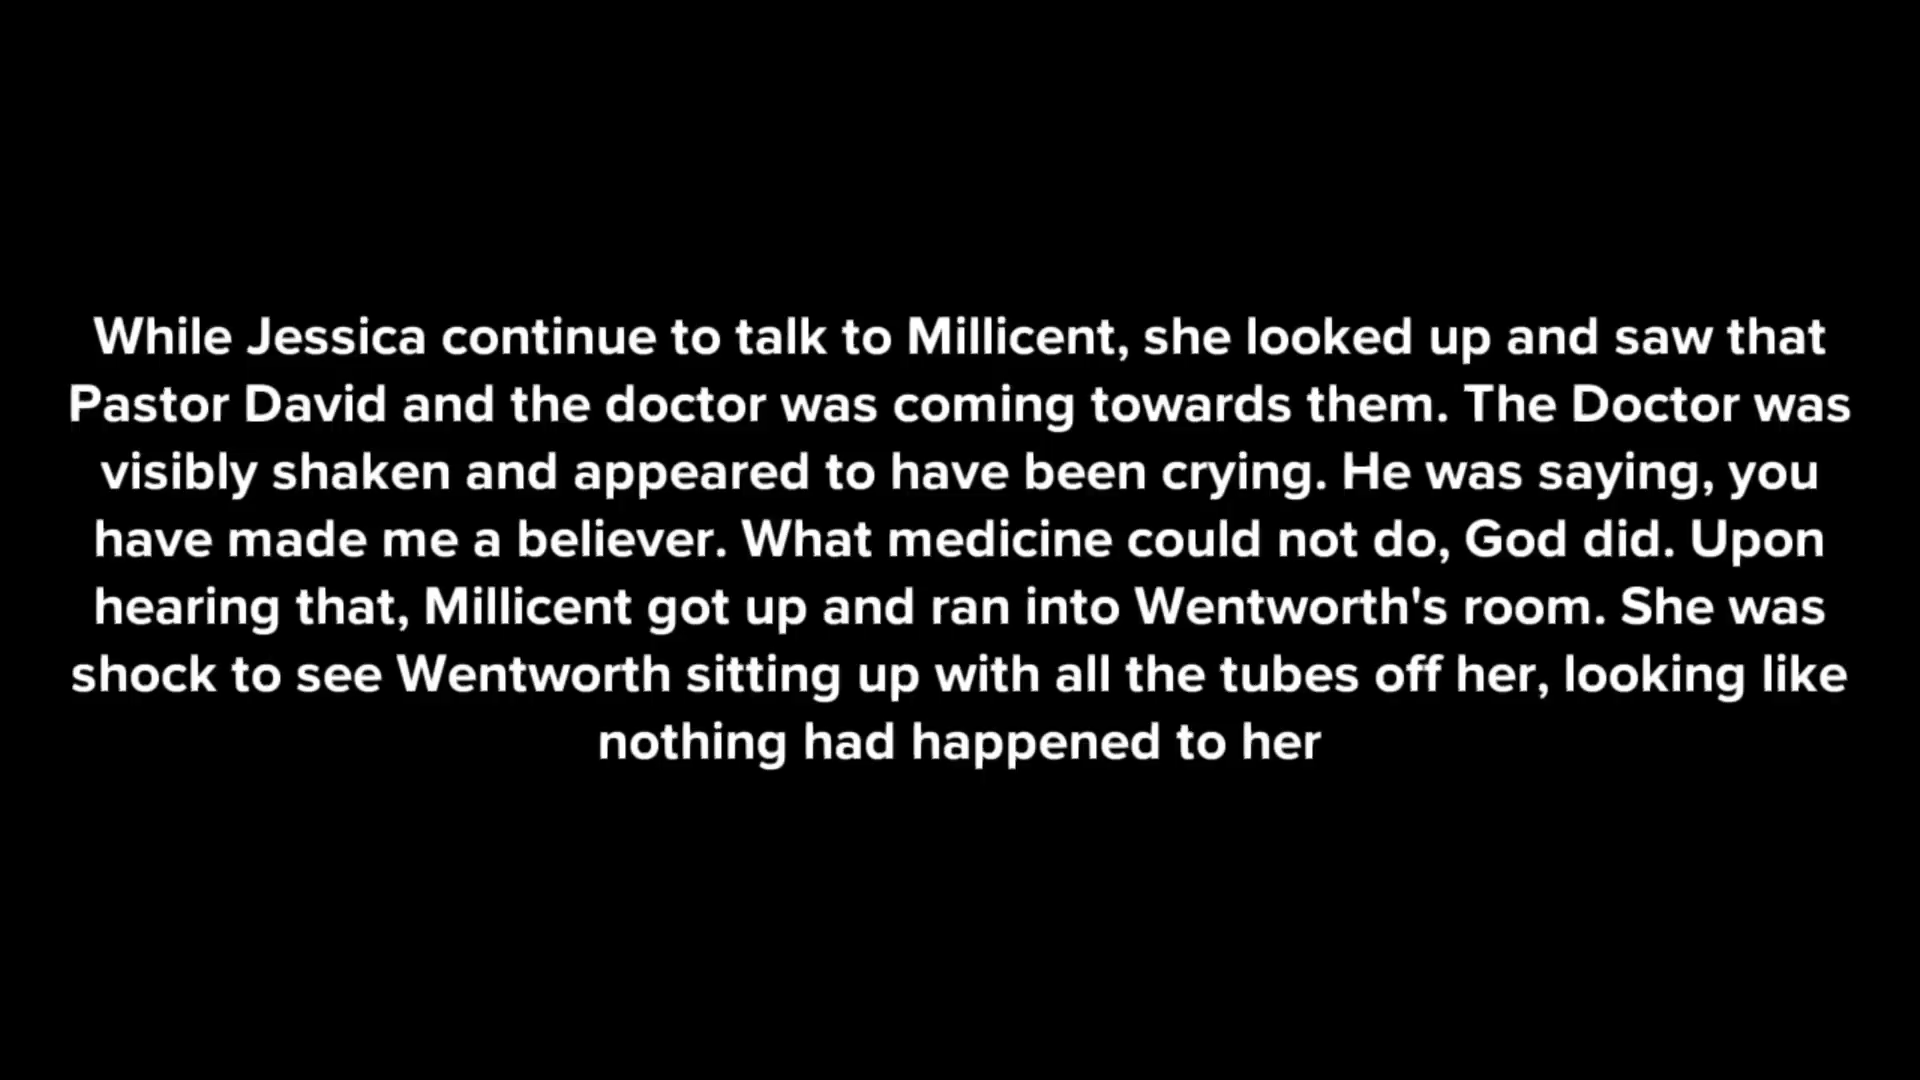 While Jessica continue to talk to Millicent, she looked up and saw that
Pastor David and the doctor was coming towards them. The Doctor was
visibly shaken and appeared to have been crying. He was saying, you
have made me a believer. What medicine could not do, God did. Upon
hearing that, Millicent got up and ran into Wentworth's room. She was
shock to see Wentworth sitting up with all the tubes off her, looking like
nothing had happened to her